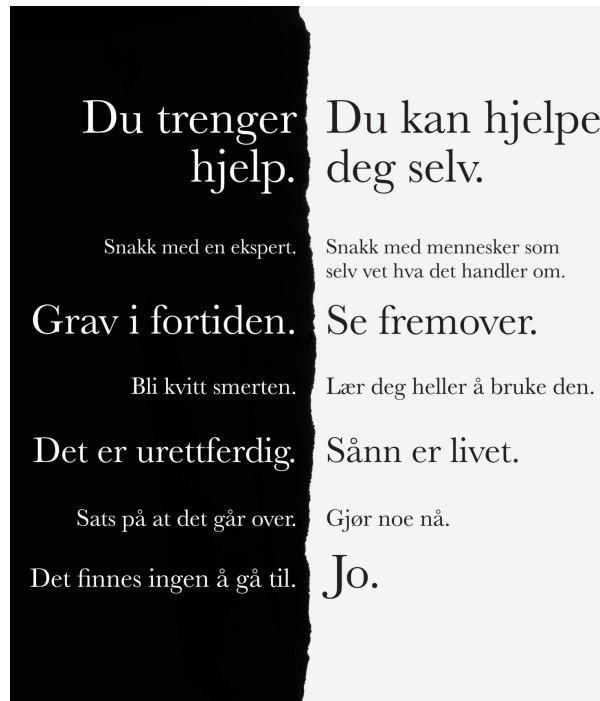 Du trenger
hjelp.
Du kan hjelpe
deg selv.
Snakk med en ekspert.
Snakk med mennesker som
selv vet hva det handler om.
Grav i fortiden.
Se fremover.
Bli kvitt smerten.
Lær deg heller å bruke den.
Det er urettferdig.
Sånn er livet.
Sats på at det går over.
Gjør noe nå.
Det finnes ingen å gå til.
Jo.